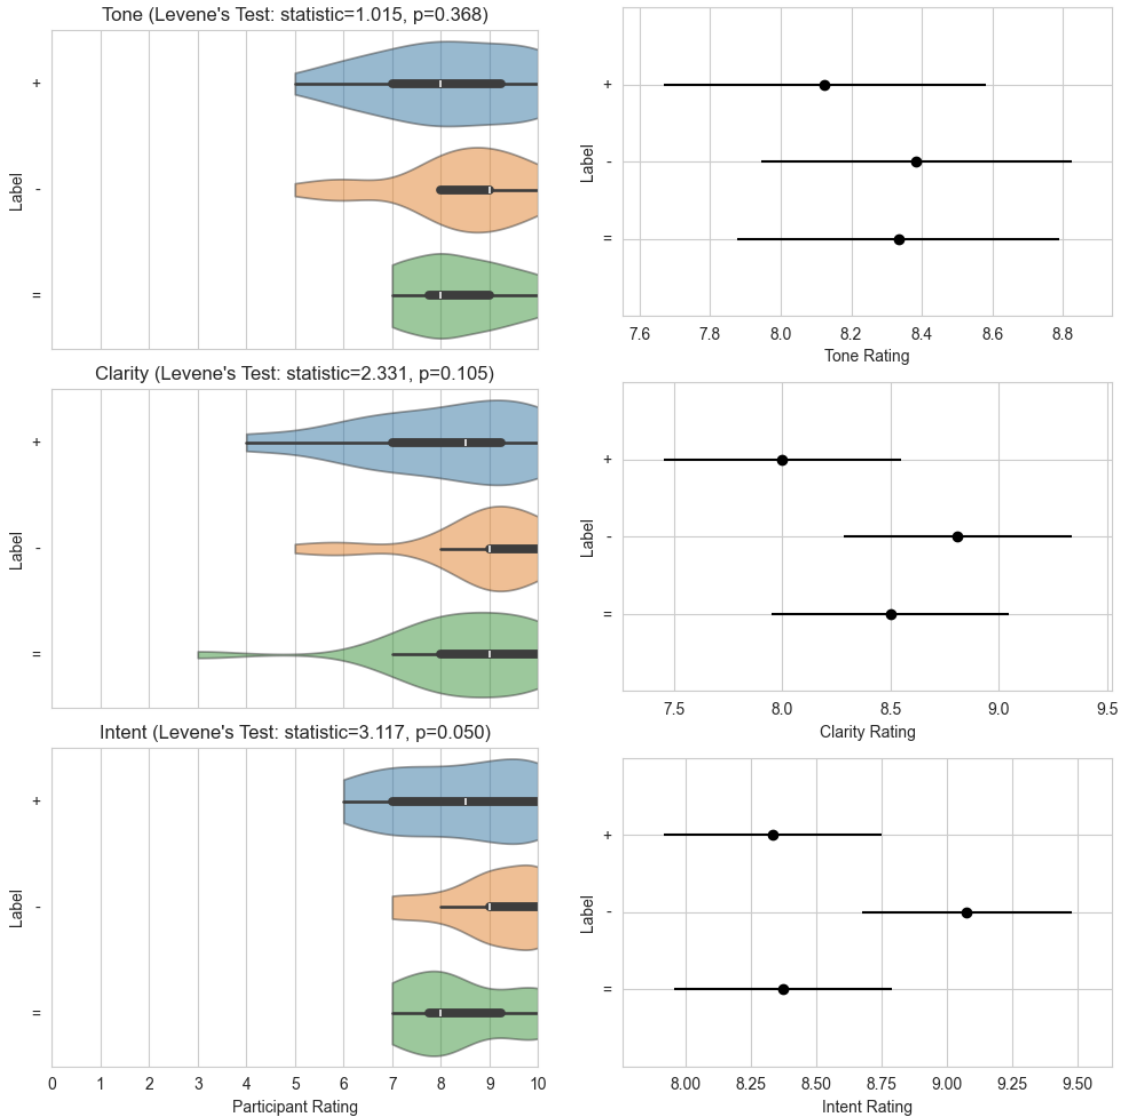 Tone (Levene's Test: statistic=1.015, p=0.368)
Label
+
-
=
Label
+
-
=
7.6 7.8 8.0 8.2 8.4 8.6 8.8
Tone Rating
Clarity (Levene's Test: statistic=2.331, p=0.105)
Label
+
-
=
Label
+
-
=
7.5 8.0 8.5 9.0 9.5
Clarity Rating
Intent (Levene's Test: statistic=3.117, p=0.050)
Label
+
-
=
0 1 2 3 4 5 6 7 8 9 10
Participant Rating
Label
+
-
=
8.00 8.25 8.50 8.75 9.00 9.25 9.50
Intent Rating